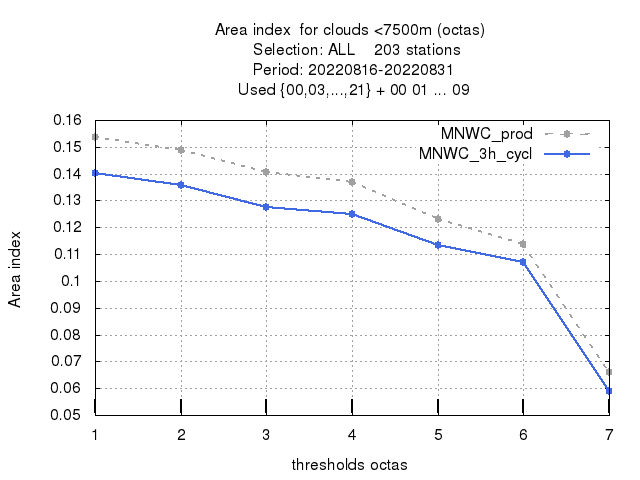 Area index  for clouds <7500m (octas)
Selection: ALL    203 stations
Period: 20220816-20220831
Used {00,03,...,21} + 00 01 ... 09
MNWC_prod
MNWC_3h_cycl
Area index
0.16
0.15
0.14
0.13
0.12
0.11
0.1
0.09
0.08
0.07
0.06
0.05
1 2 3 4 5 6 7
thresholds octas